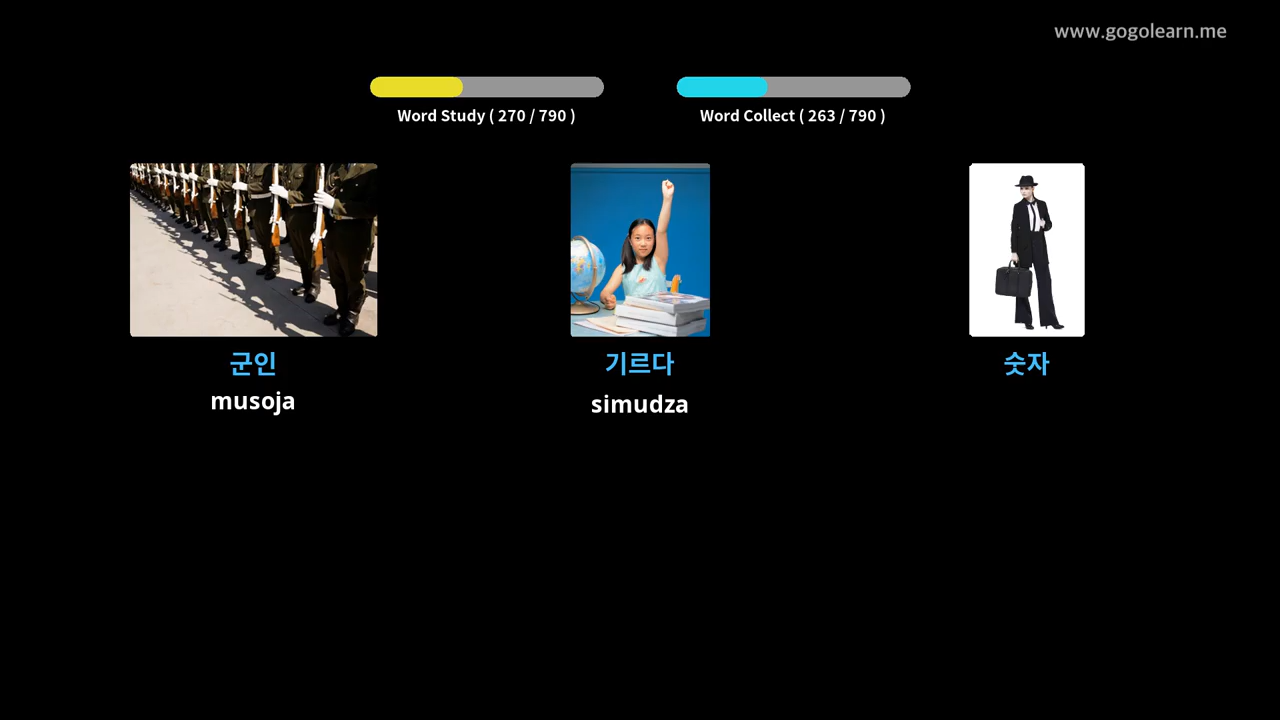 www.gogolearn.me
Word Study ( 270 / 790 )
Word Collect ( 263 / 790 )
군인
musoja
기르다
simudza
숫자